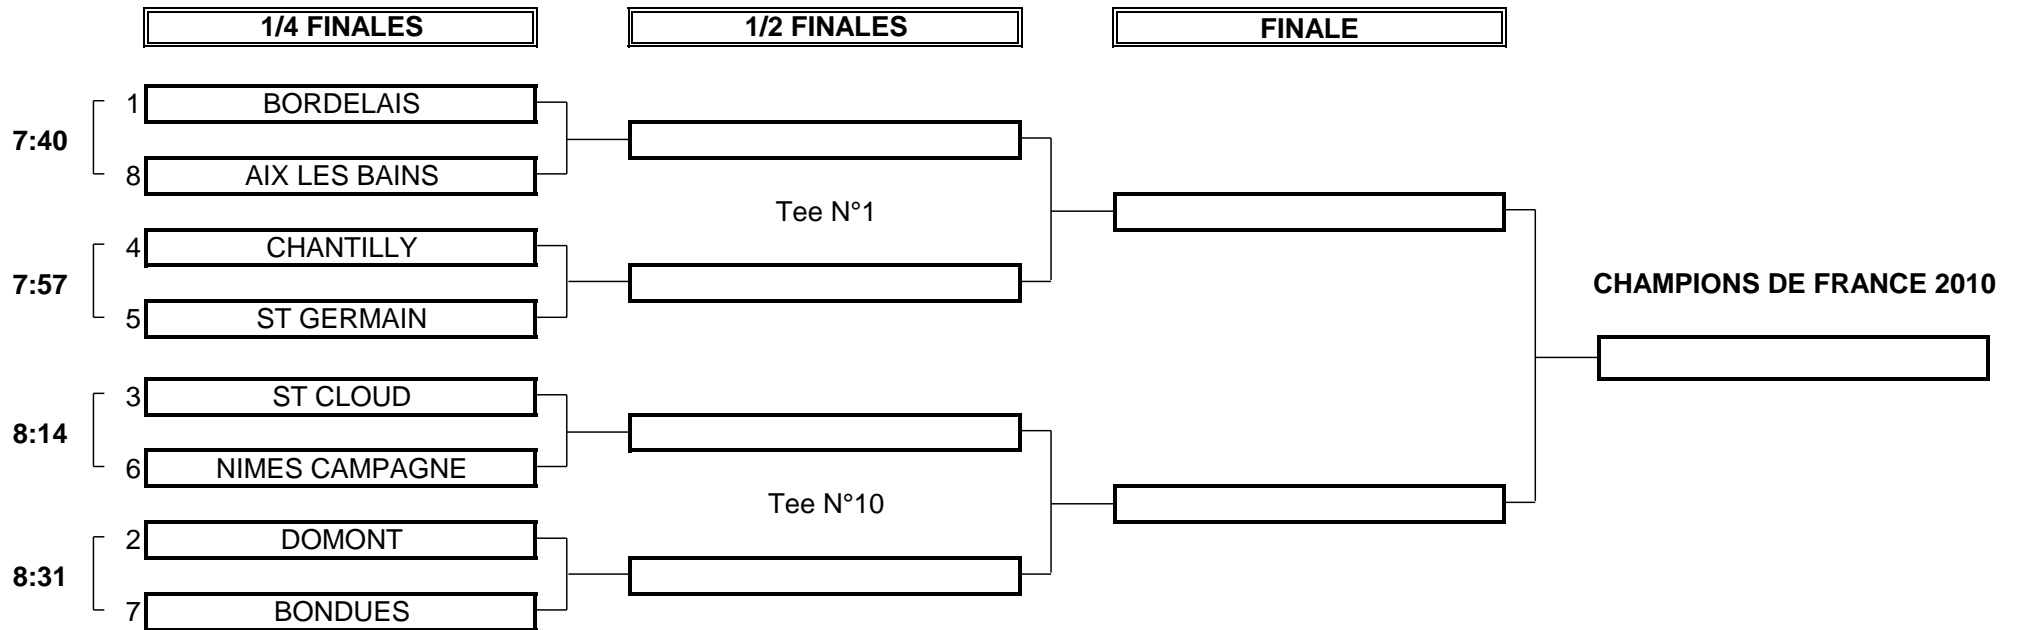 1/4 FINALES
1/2 FINALES
FINALE
1 BORDELAIS
7:40
8 AIX LES BAINS
Tee N°1
4 CHANTILLY
7:57
5 ST GERMAIN
CHAMPIONS DE FRANCE 2010
3 ST CLOUD
8:14
6 NIMES CAMPAGNE
Tee N°10
2 DOMONT
8:31
7 BONDUES